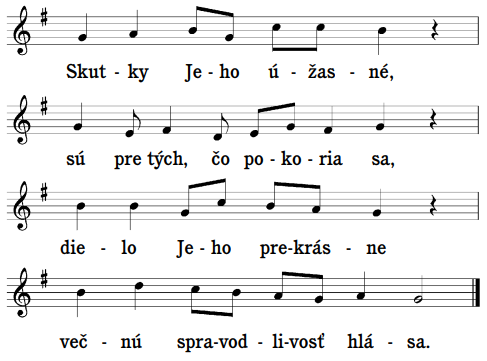 Skut - ky Je - ho ú - žas - né,
sú pre tých, čo po - ko - ria sa,
die - lo Je - ho pre - krás - ne
več - nú spra - vod - li - vosť hlá - sa.